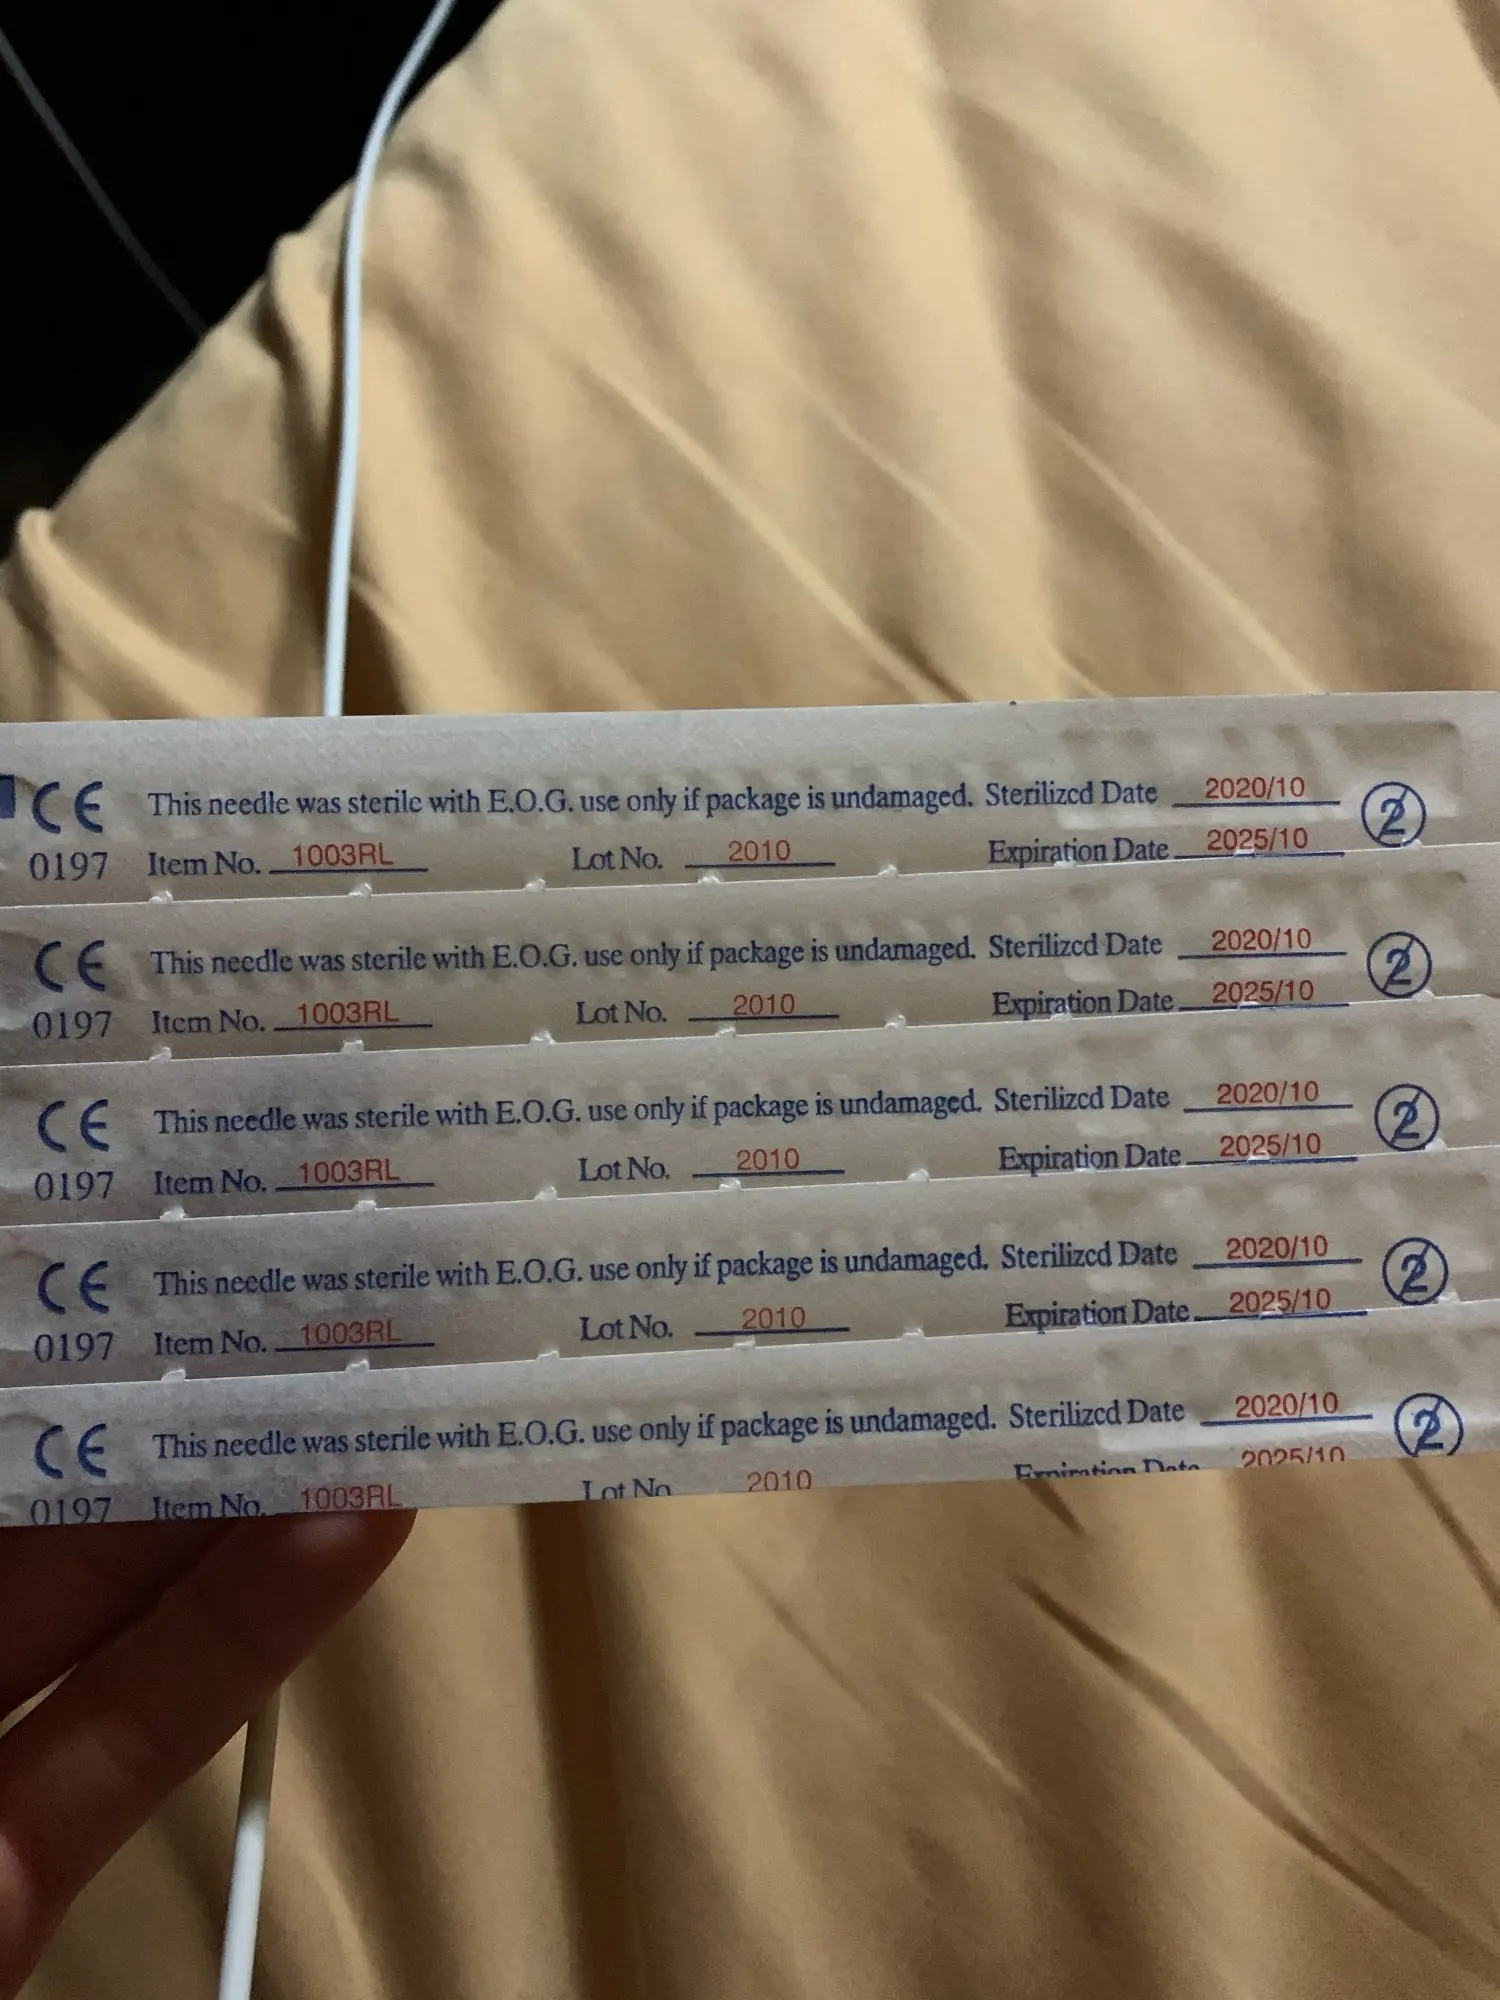 CE This needle was sterile with E.O.G. use only if package is undamaged. Sterilized Date 2020/10 2
0197 Item No. 1003RL Lot No. 2010 Expiration Date 2025/10
CE This needle was sterile with E.O.G. use only if package is undamaged. Sterilized Date 2020/10 2
0197 Item No. 1003RL Lot No. 2010 Expiration Date 2025/10
CE This needle was sterile with E.O.G. use only if package is undamaged. Sterilized Date 2020/10 2
0197 Item No. 1003RL Lot No. 2010 Expiration Date 2025/10
CE This needle was sterile with E.O.G. use only if package is undamaged. Sterilized Date 2020/10 2
0197 Item No. 1003RL Lot No. 2010 Expiration Date 2025/10
CE This needle was sterile with E.O.G. use only if package is undamaged. Sterilized Date 2020/10 2
0197 Item No. 1003RL Lot No 2010 Expiration Date 2025/10